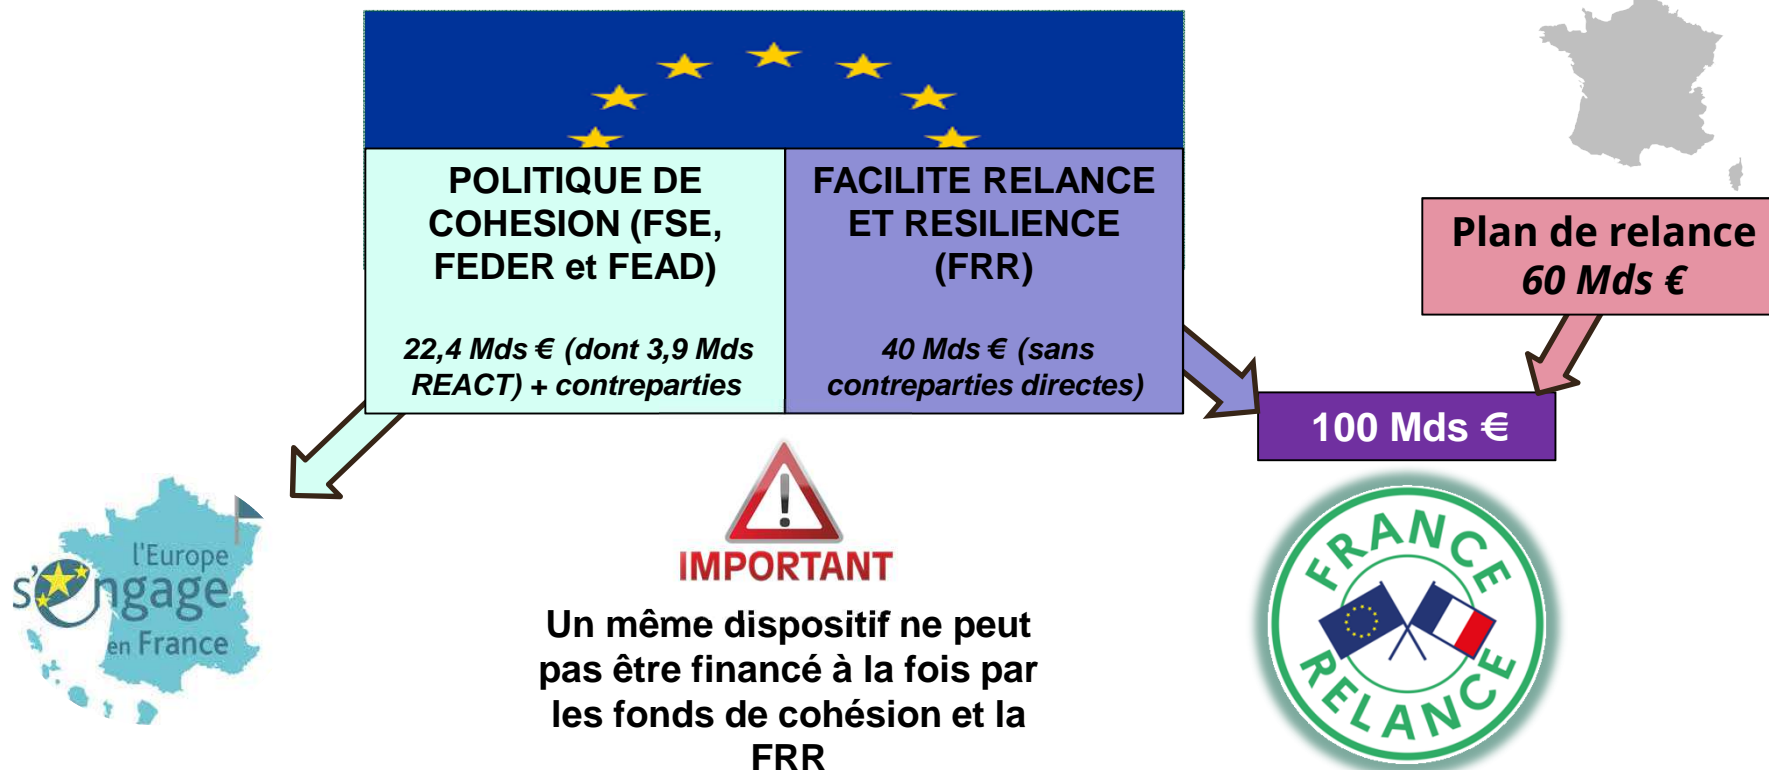 POLITIQUE DE
COHESION (FSE,
FEDER et FEAD)
22,4 Mds € (dont 3,9 Mds
REACT) + contreparties
FACILITE RELANCE
ET RESILIENCE
(FRR)
40 Mds € (sans
contreparties directes)
Plan de relance
60 Mds €
100 Mds €
l'Europe
s'engage
en France
IMPORTANT
Un même dispositif ne peut
pas être financé à la fois par
les fonds de cohésion et la
FRR
FRANCE
RELANCE